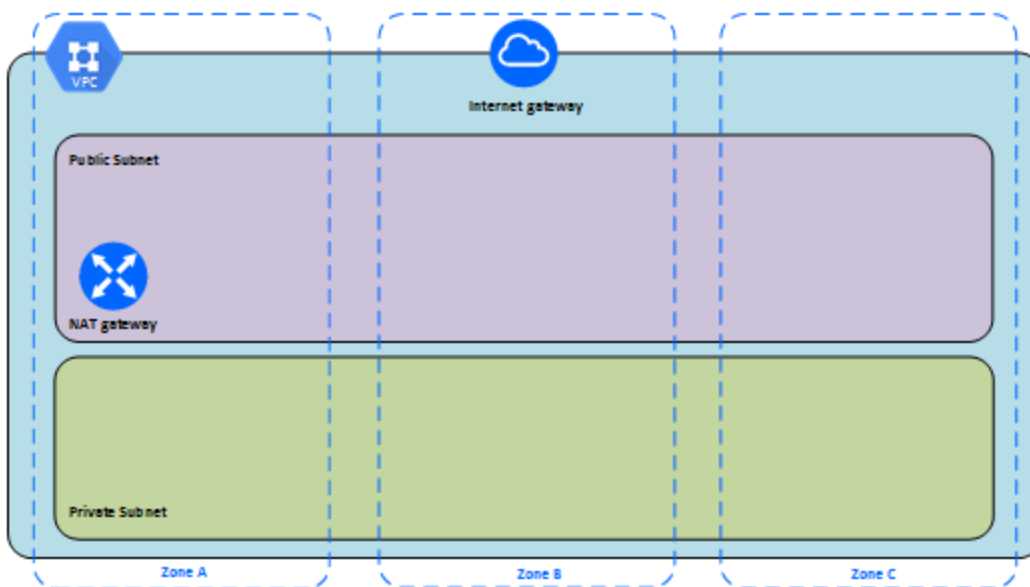 VPC
Internet gateway
Public Subnet
NAT gateway
Private Subnet
Zone A
Zone B
Zone C